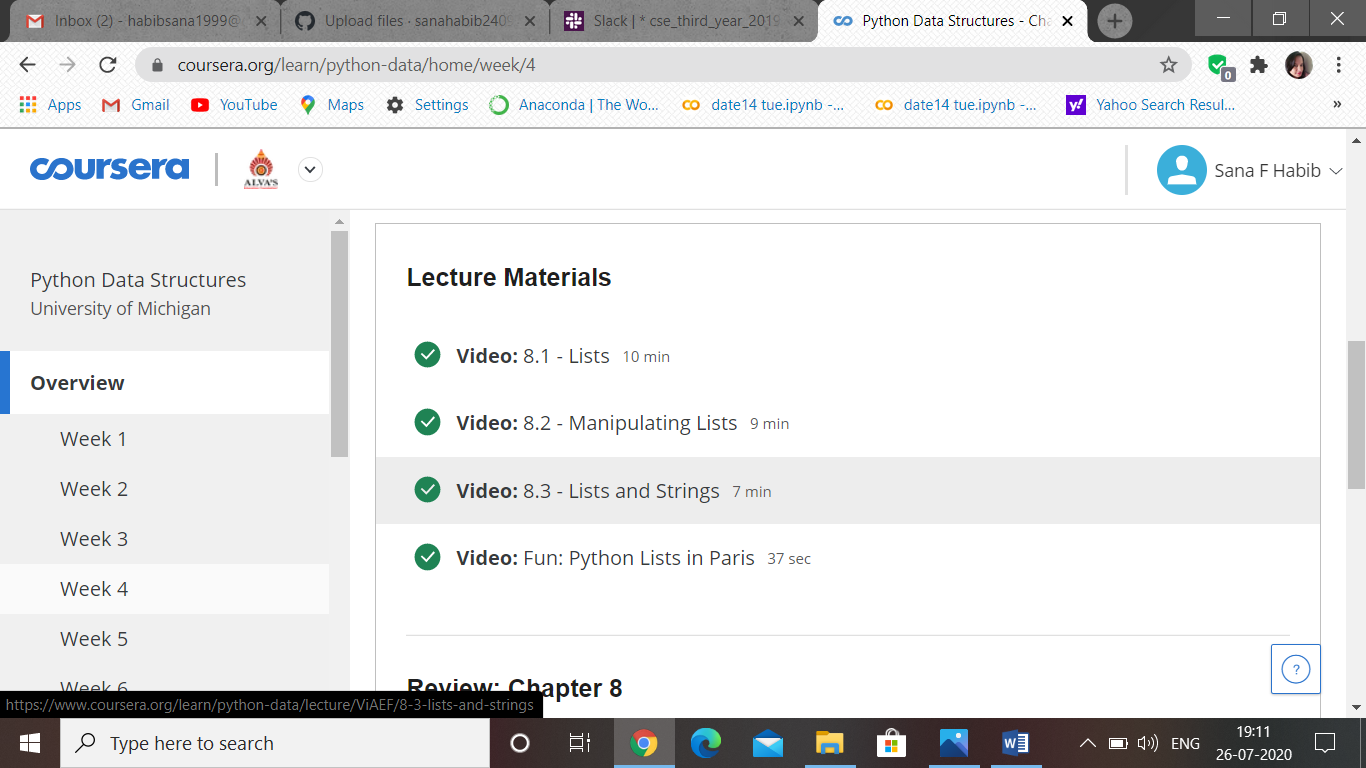 Inbox (2) - habibsana1999@
Upload files · sanahabib240
Slack | * cse_third_year_2019
Python Data Structures - Cha
coursera.org/learn/python-data/home/week/4
0
Apps
Gmail
YouTube
Maps
Settings
Anaconda | The Wo...
date14 tue.ipynb -...
date14 tue.ipynb -...
Yahoo Search Resul...
»
coursera
ALVA'S
Sana F Habib
Python Data Structures
University of Michigan
Overview
Week 1
Week 2
Week 3
Week 4
Week 5
Week 6
Lecture Materials
Video: 8.1 - Lists 10 min
Video: 8.2 - Manipulating Lists 9 min
Video: 8.3 - Lists and Strings 7 min
Video: Fun: Python Lists in Paris 37 sec
Review: Chapter 8
?
https://www.coursera.org/learn/python-data/lecture/ViAEF/8-3-lists-and-strings
Type here to search
ENG
19:11
26-07-2020